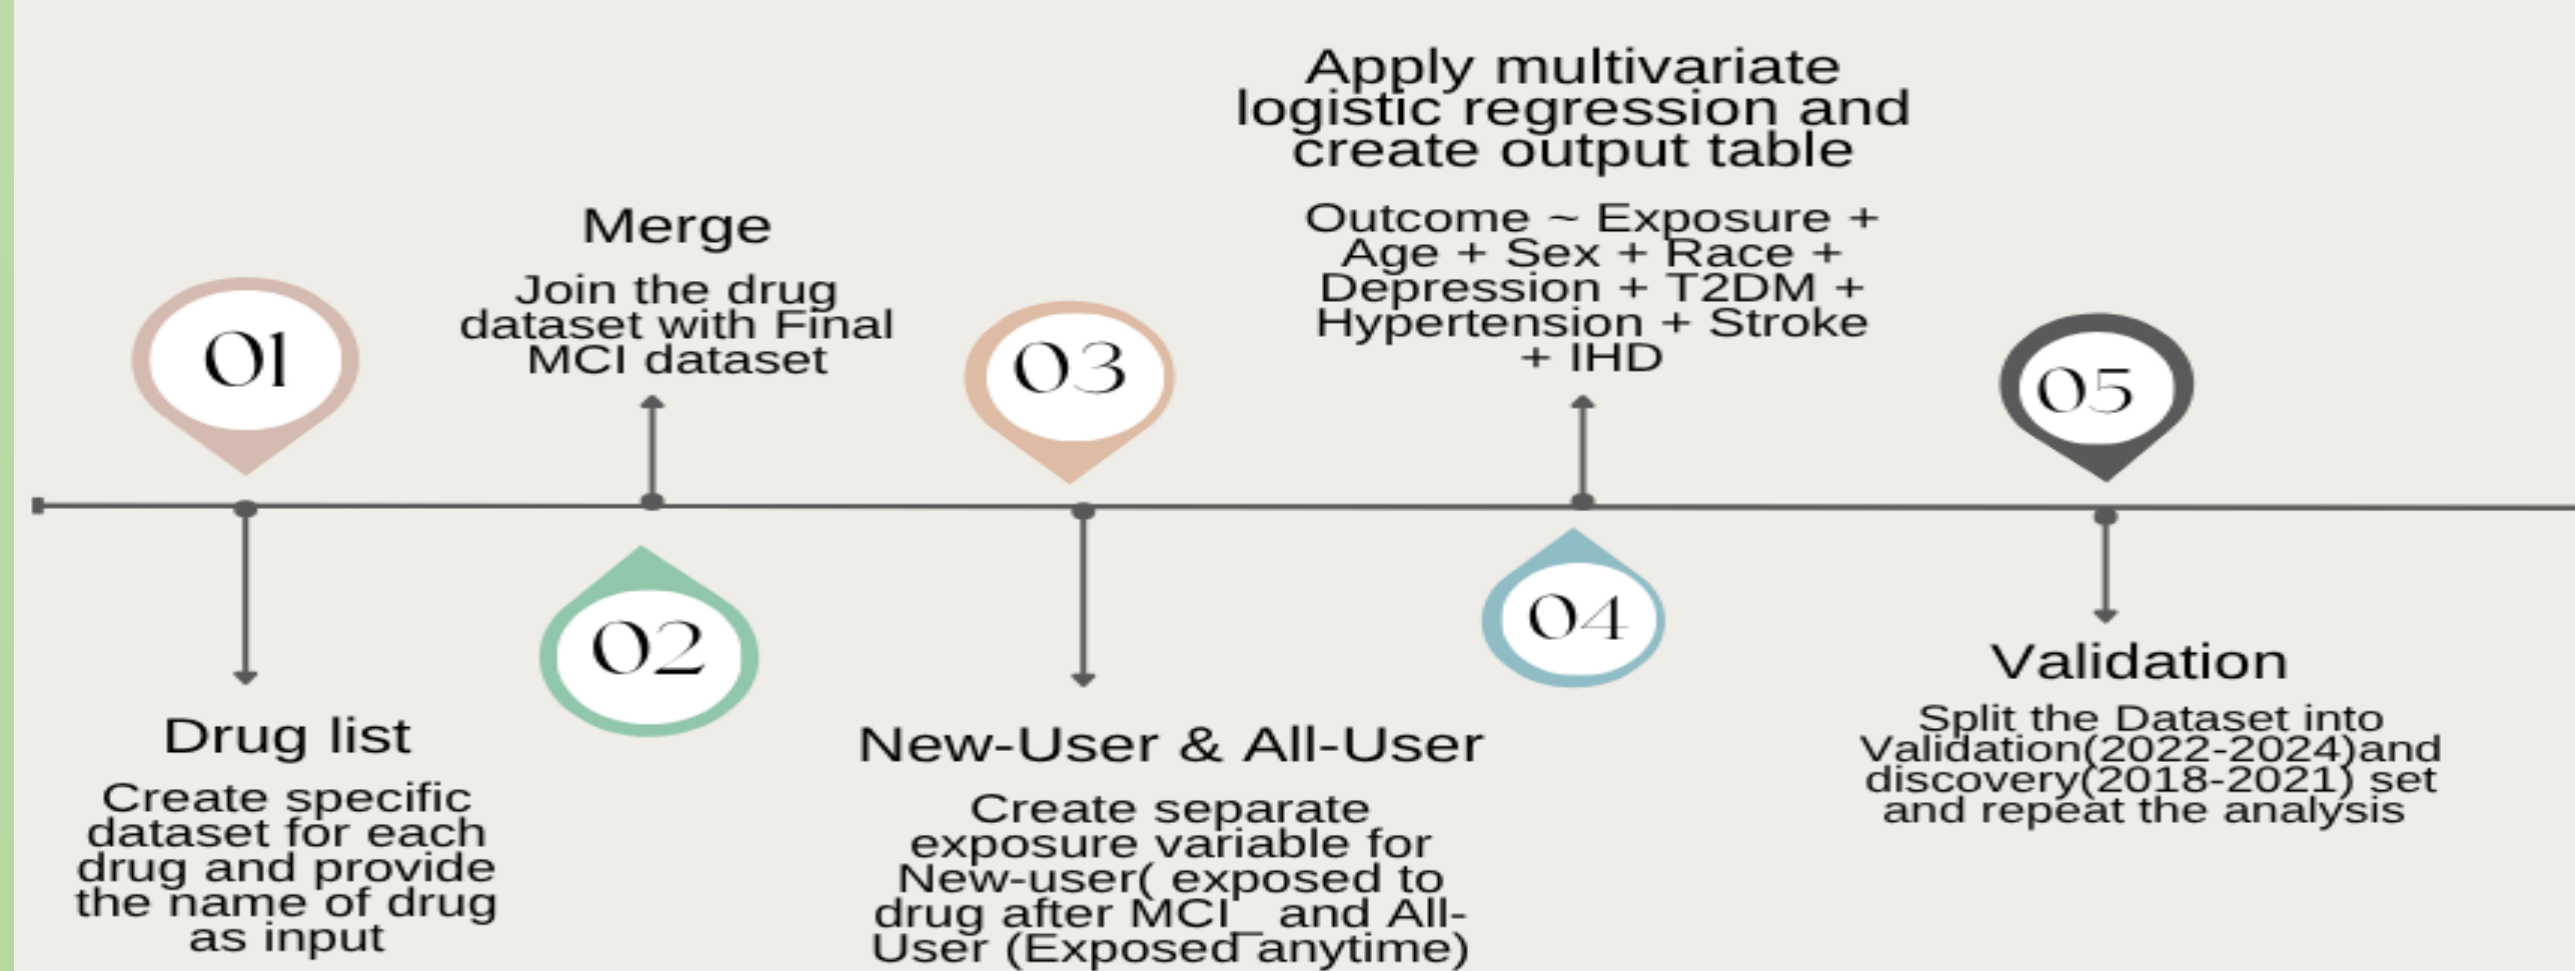 01
Drug list
Create specific
dataset for each
drug and provide
the name of drug
as input
Merge
Join the drug
dataset with Final
MCI dataset
02
03
New-User & All-User
Create separate
exposure variable for
New-user( exposed to
drug after MCI_ and All-
User (Exposed anytime)
Apply multivariate
logistic regression and
create output table
Outcome ~ Exposure +
Age + Sex + Race +
Depression + T2DM +
Hypertension + Stroke
+ IHD
04
05
Validation
Split the Dataset into
Validation(2022-2024)and
discovery(2018-2021) set
and repeat the analysis